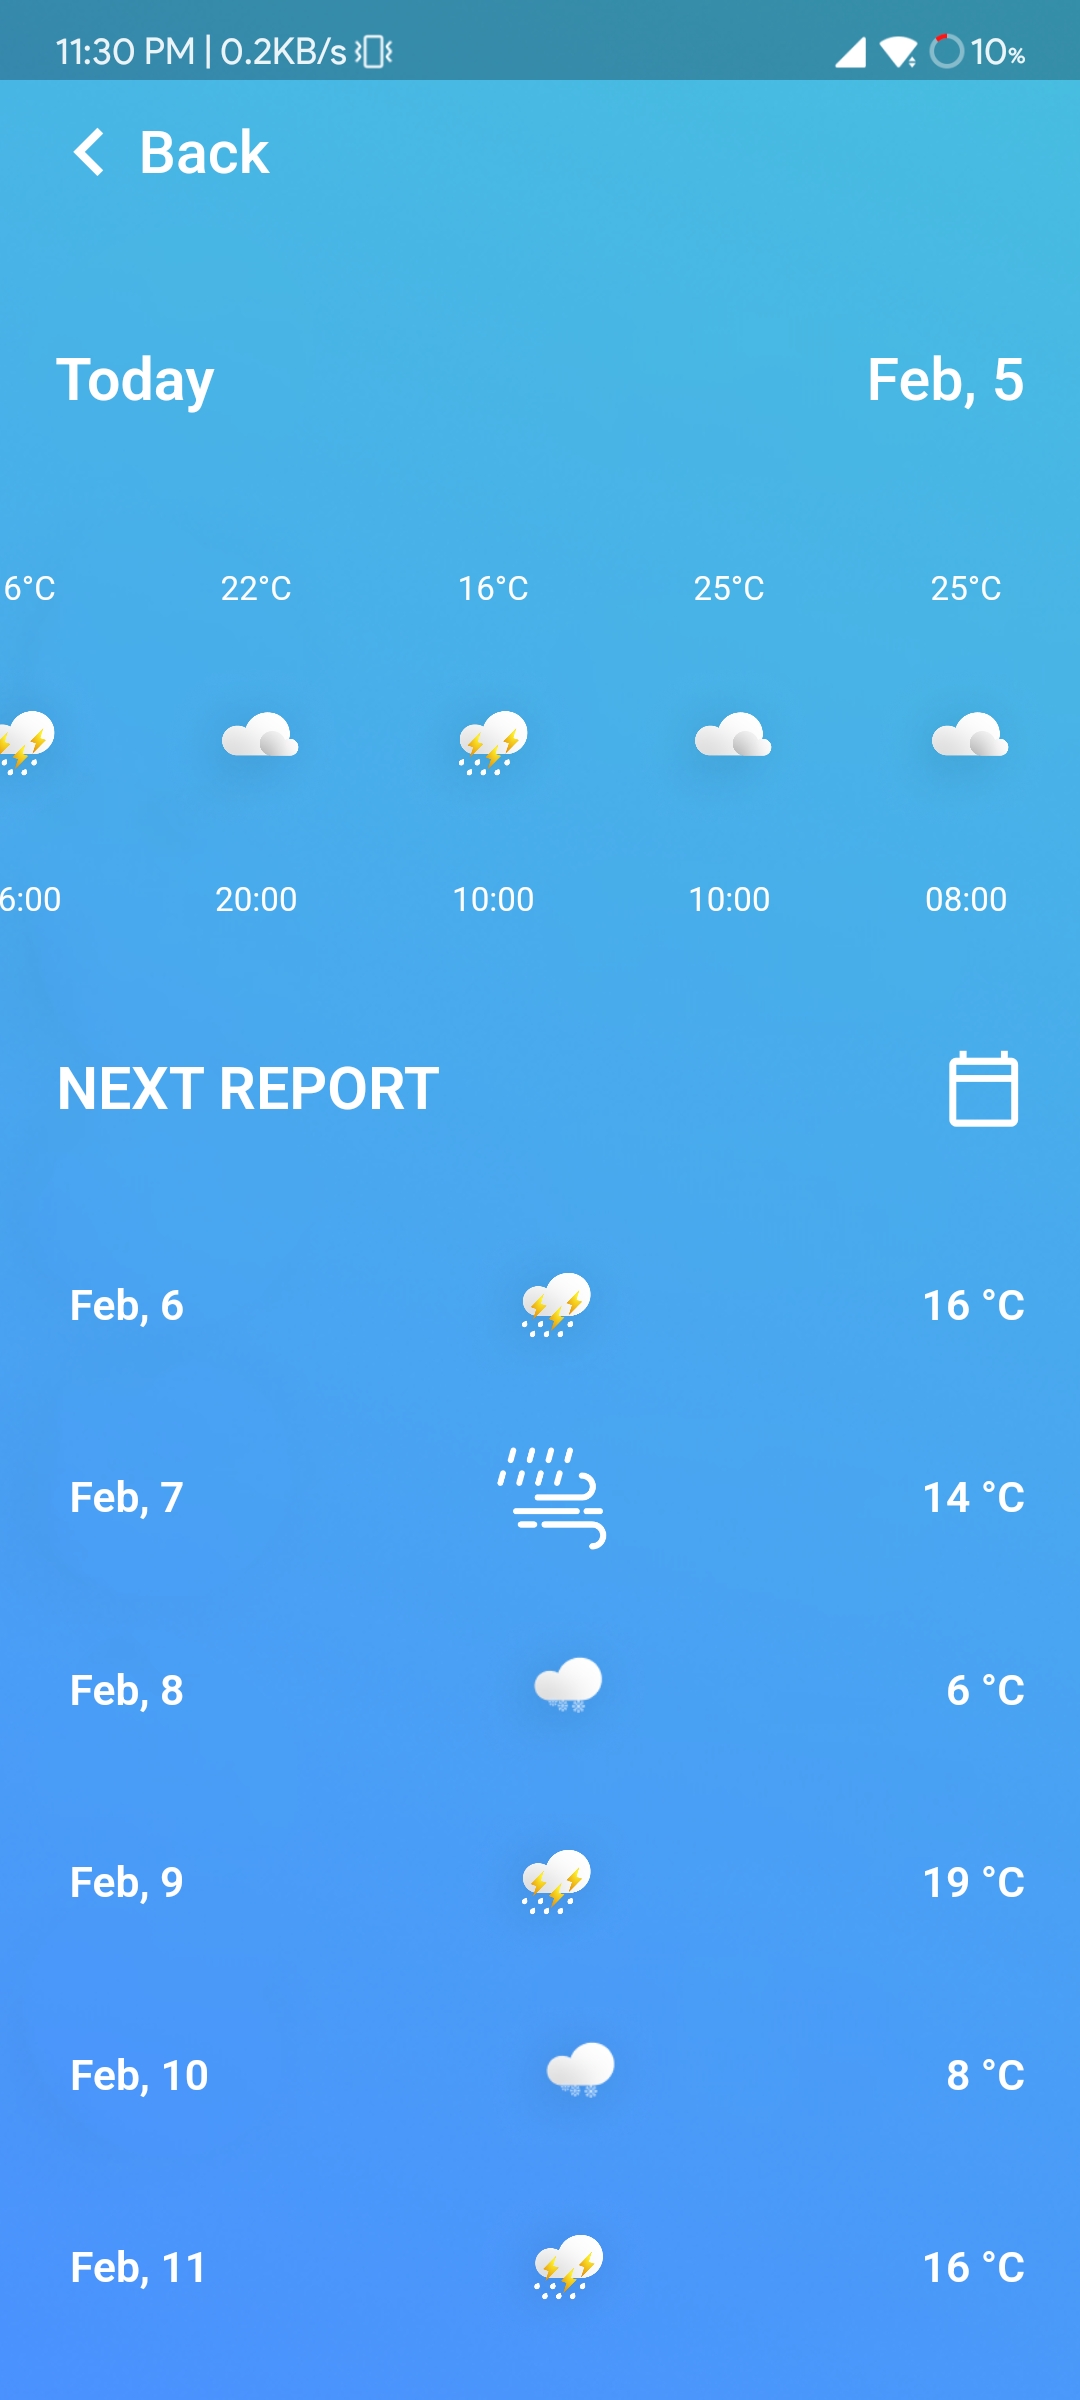 11:30 PM | 0.2KB/s 10%
Back
Today Feb, 5
6°C 22°C 16°C 25°C 25°C
6:00 20:00 10:00 10:00 08:00
NEXT REPORT
Feb, 6 16 °C
Feb, 7 14 °C
Feb, 8 6 °C
Feb, 9 19 °C
Feb, 10 8 °C
Feb, 11 16 °C